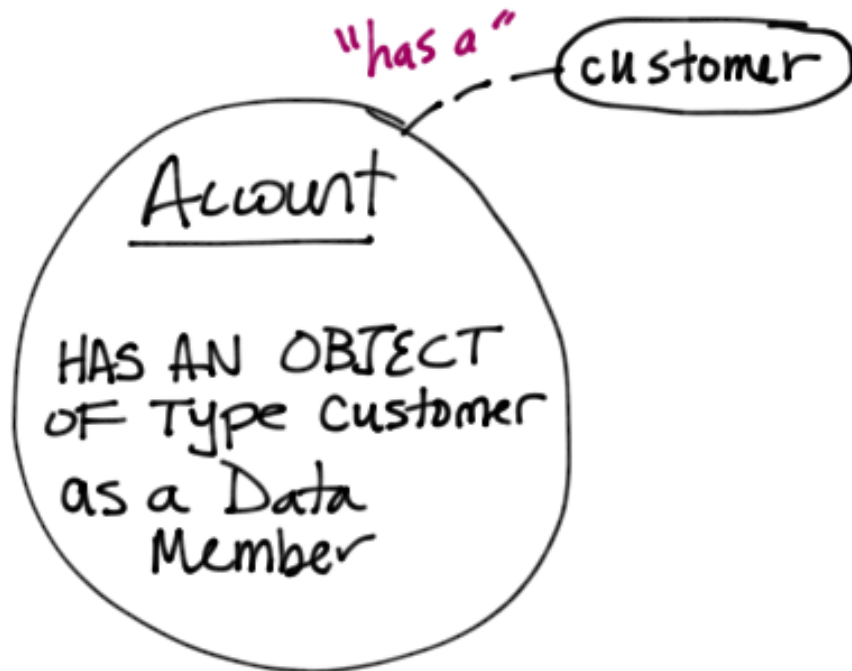 "has a"
customer
Account
HAS AN OBJECT
OF Type Customer
as a Data
Member